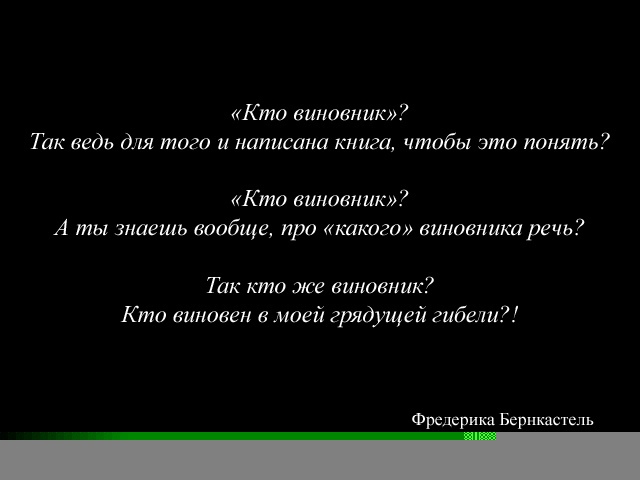 «Кто виновник»?
Так ведь для того и написана книга, чтобы это понять?
«Кто виновник»?
А ты знаешь вообще, про «какого» виновника речь?
Так кто же виновник?
Кто виновен в моей грядущей гибели?!
Фредерика Бернкастель